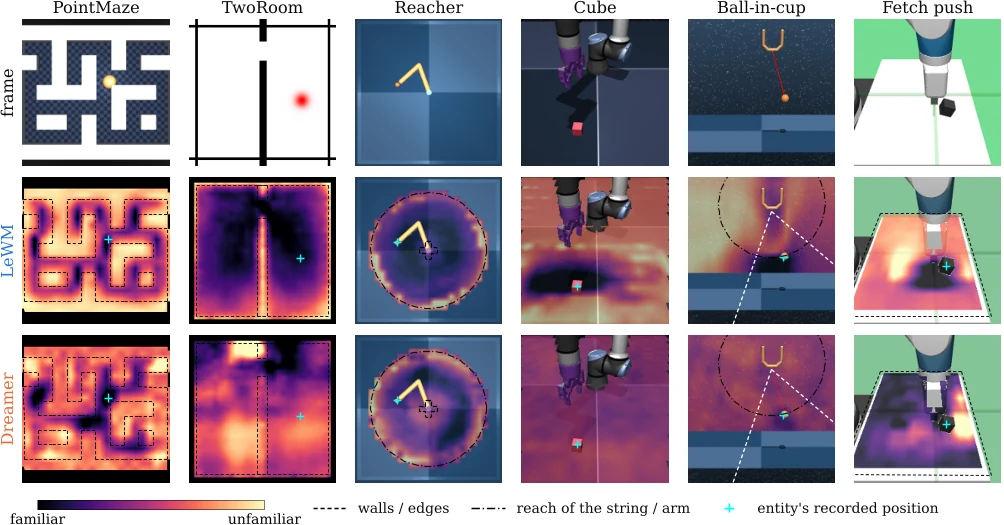 PointMaze TwoRoom Reacher Cube Ball-in-cup Fetch push
frame
LeWM
Dreamer
familiar unfamiliar walls / edges reach of the string / arm entity's recorded position